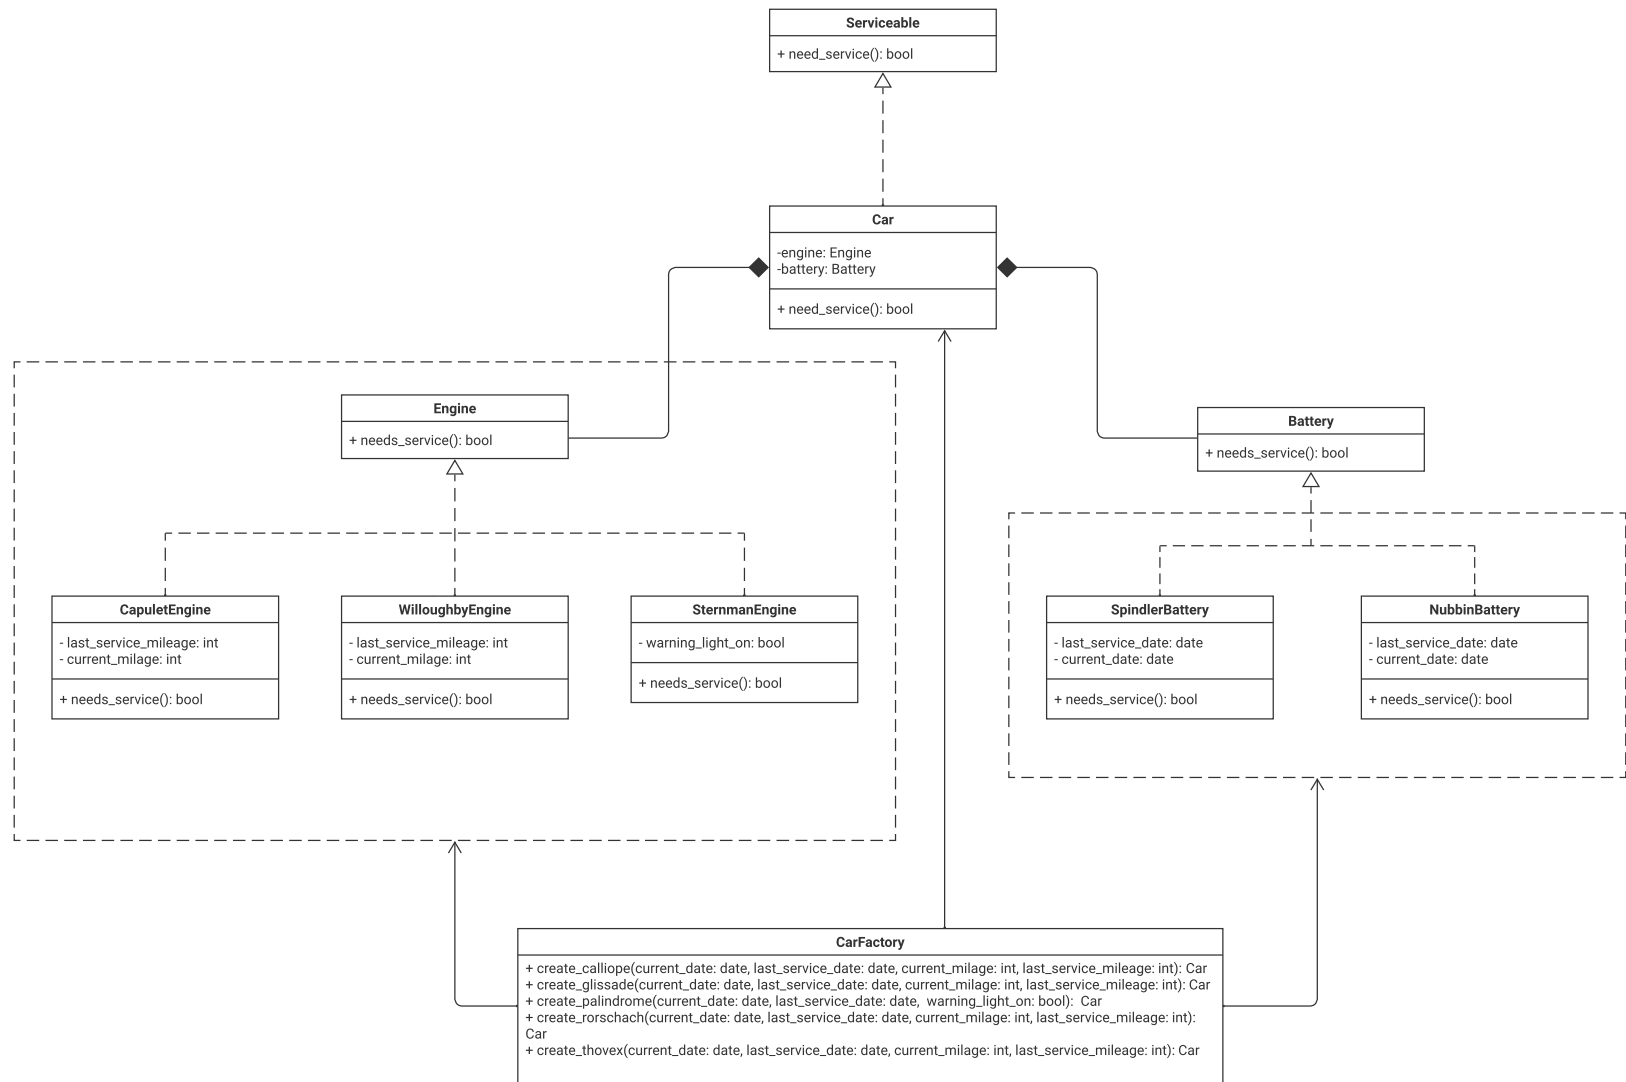 Serviceable
+ need_service(): bool
Car
-engine: Engine
-battery: Battery
+ need_service(): bool
Engine
+ needs_service(): bool
Battery
+ needs_service(): bool
CapuletEngine
- last_service_mileage: int
- current_milage: int
+ needs_service(): bool
WilloughbyEngine
- last_service_mileage: int
- current_milage: int
+ needs_service(): bool
SternmanEngine
- warning_light_on: bool
+ needs_service(): bool
SpindlerBattery
- last_service_date: date
- current_date: date
+ needs_service(): bool
NubbinBattery
- last_service_date: date
- current_date: date
+ needs_service(): bool
CarFactory
+ create_calliope(current_date: date, last_service_date: date, current_milage: int, last_service_mileage: int): Car
+ create_glissade(current_date: date, last_service_date: date, current_milage: int, last_service_mileage: int): Car
+ create_palindrome(current_date: date, last_service_date: date,  warning_light_on: bool):  Car
+ create_rorschach(current_date: date, last_service_date: date, current_milage: int, last_service_mileage: int):
Car
+ create_thovex(current_date: date, last_service_date: date, current_milage: int, last_service_mileage: int): Car